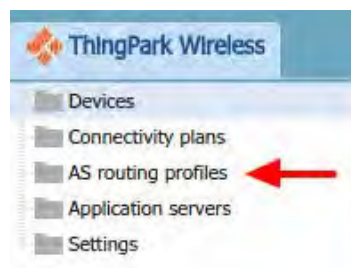 ThingPark Wireless
Devices
Connectivity plans
AS routing profiles
Application servers
Settings